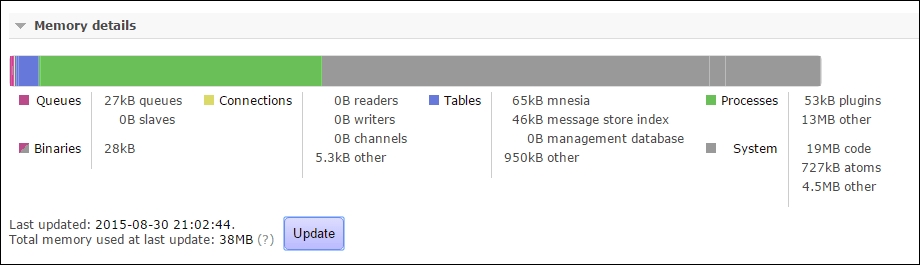 Memory details
Queues 27kB queues
0B slaves
Binaries 28kB
Connections 0B readers
0B writers
0B channels
5.3kB other
Tables 65kB mnesia
46kB message store index
0B management database
950kB other
Processes 53kB plugins
13MB other
System 19MB code
727kB atoms
4.5MB other
Last updated: 2015-08-30 21:02:44.
Total memory used at last update: 38MB (?)
Update